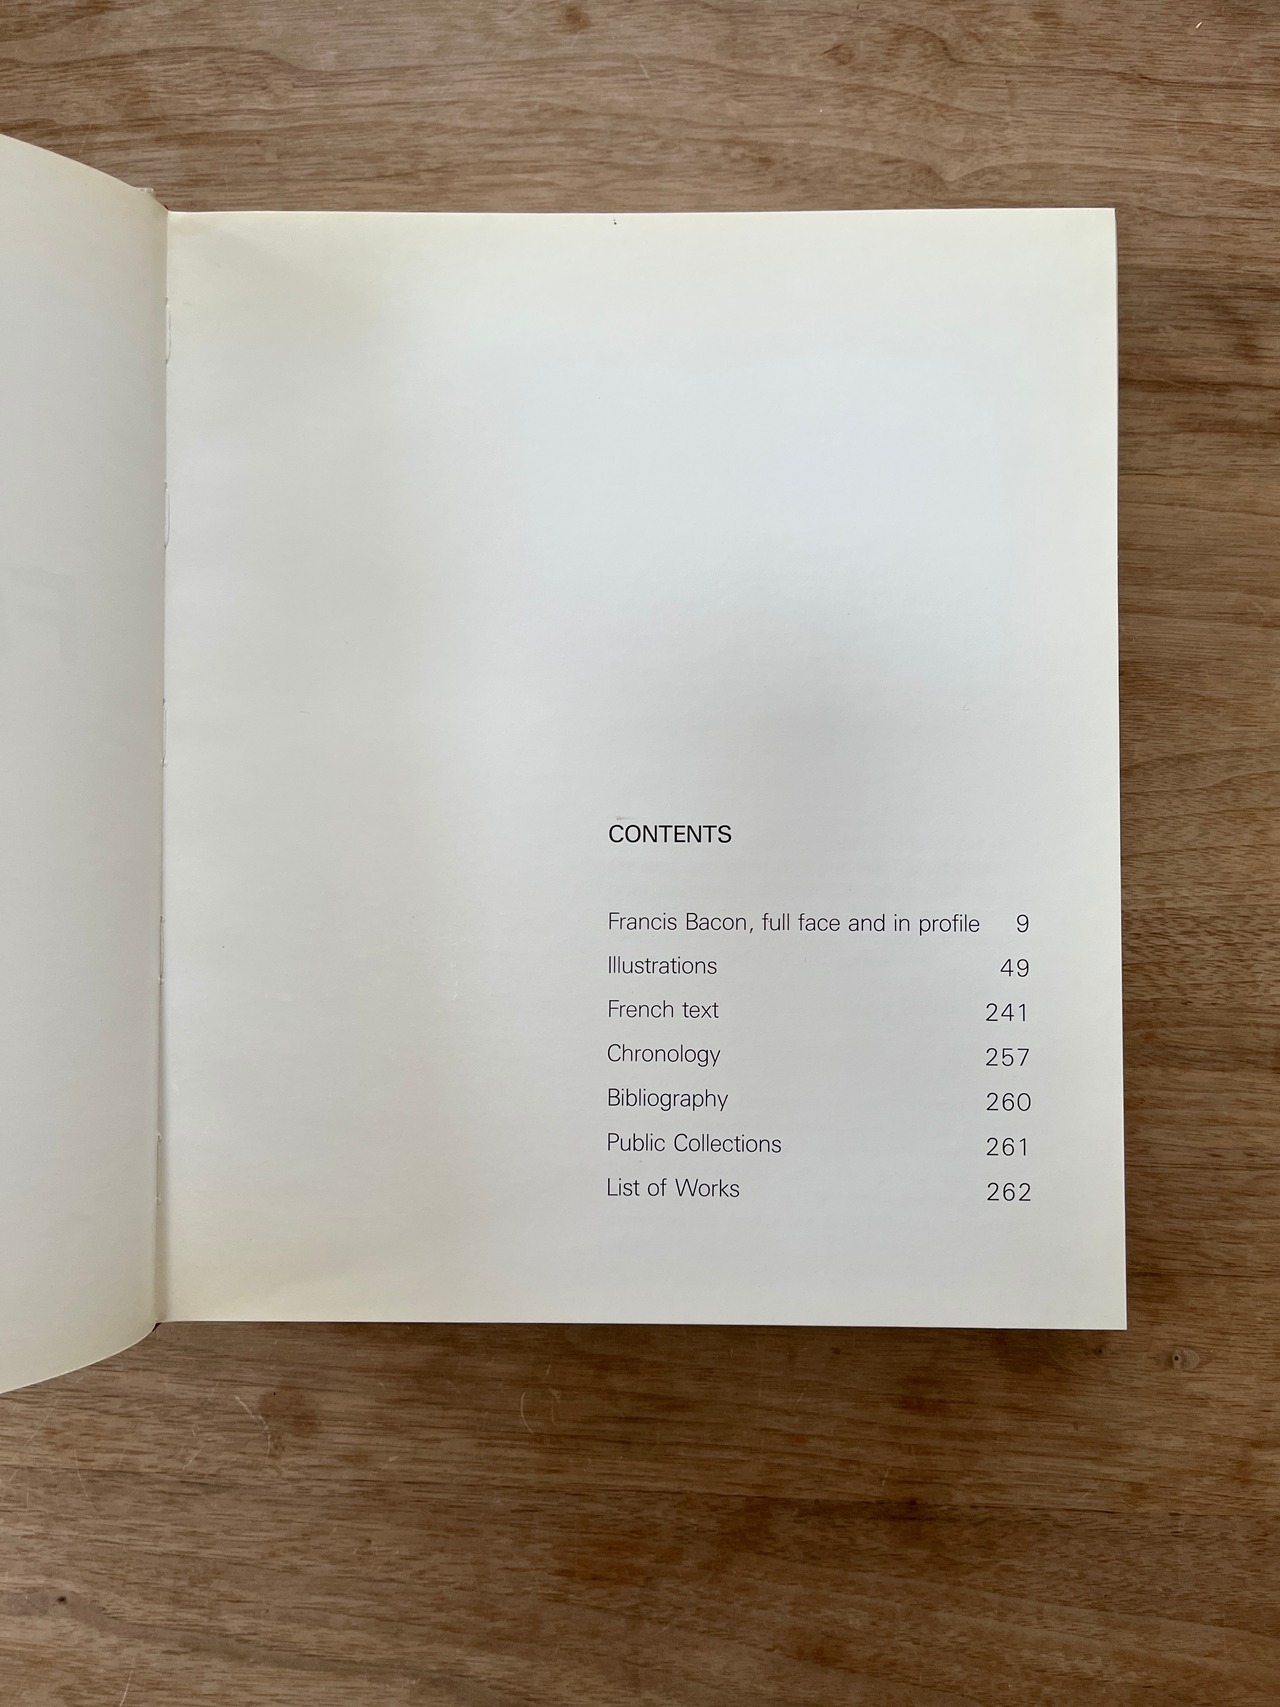 CONTENTS
Francis Bacon, full face and in profile 9
Illustrations 49
French text 241
Chronology 257
Bibliography 260
Public Collections 261
List of Works 262